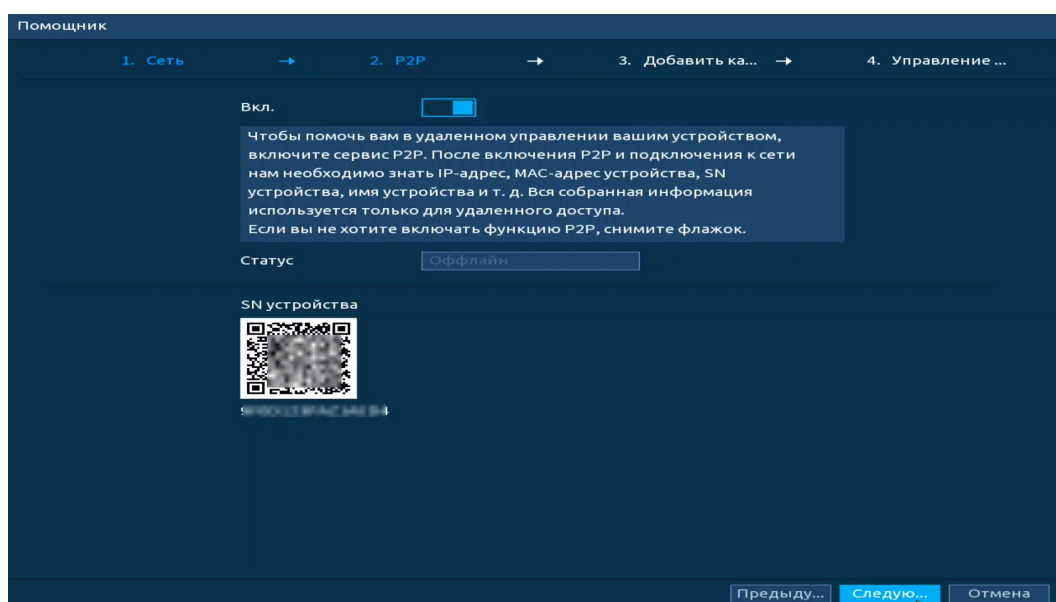 Помощник
1. Сеть → 2. P2P → 3. Добавить ка... → 4. Управление ...
Вкл.
Чтобы помочь вам в удаленном управлении вашим устройством,
включите сервис P2P. После включения P2P и подключения к сети
нам необходимо знать IP-адрес, MAC-адрес устройства, SN
устройства, имя устройства и т. д. Вся собранная информация
используется только для удаленного доступа.
Если вы не хотите включать функцию P2P, снимите флажок.
Статус Оффлайн
SN устройства
Предыду... Следую... Отмена